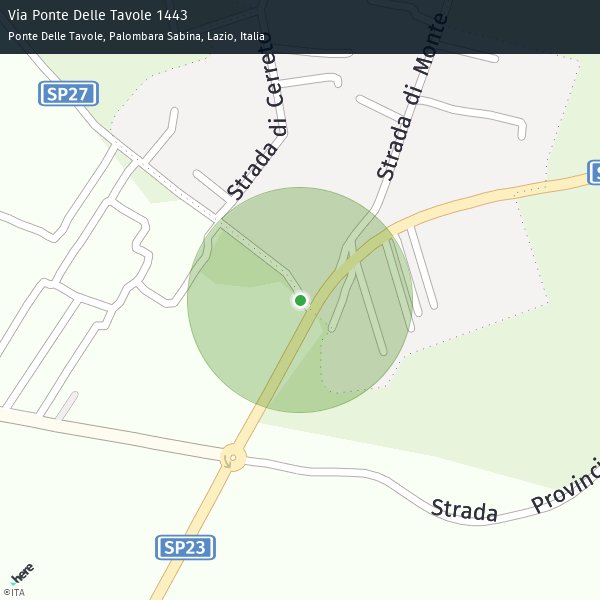 Via Ponte Delle Tavole 1443
Ponte Delle Tavole, Palombara Sabina, Lazio, Italia
SP27
Strada di Cerreto
Strada di Monte
Strada
Provinci
SP23
here
©ITA